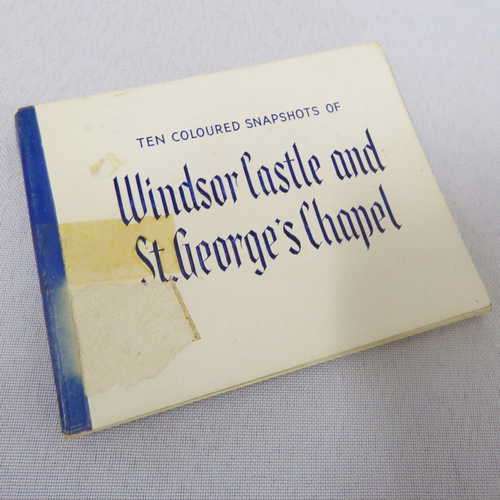 TEN COLOURED SNAPSHOTS OF
Windsor Castle and
St. George's Chapel